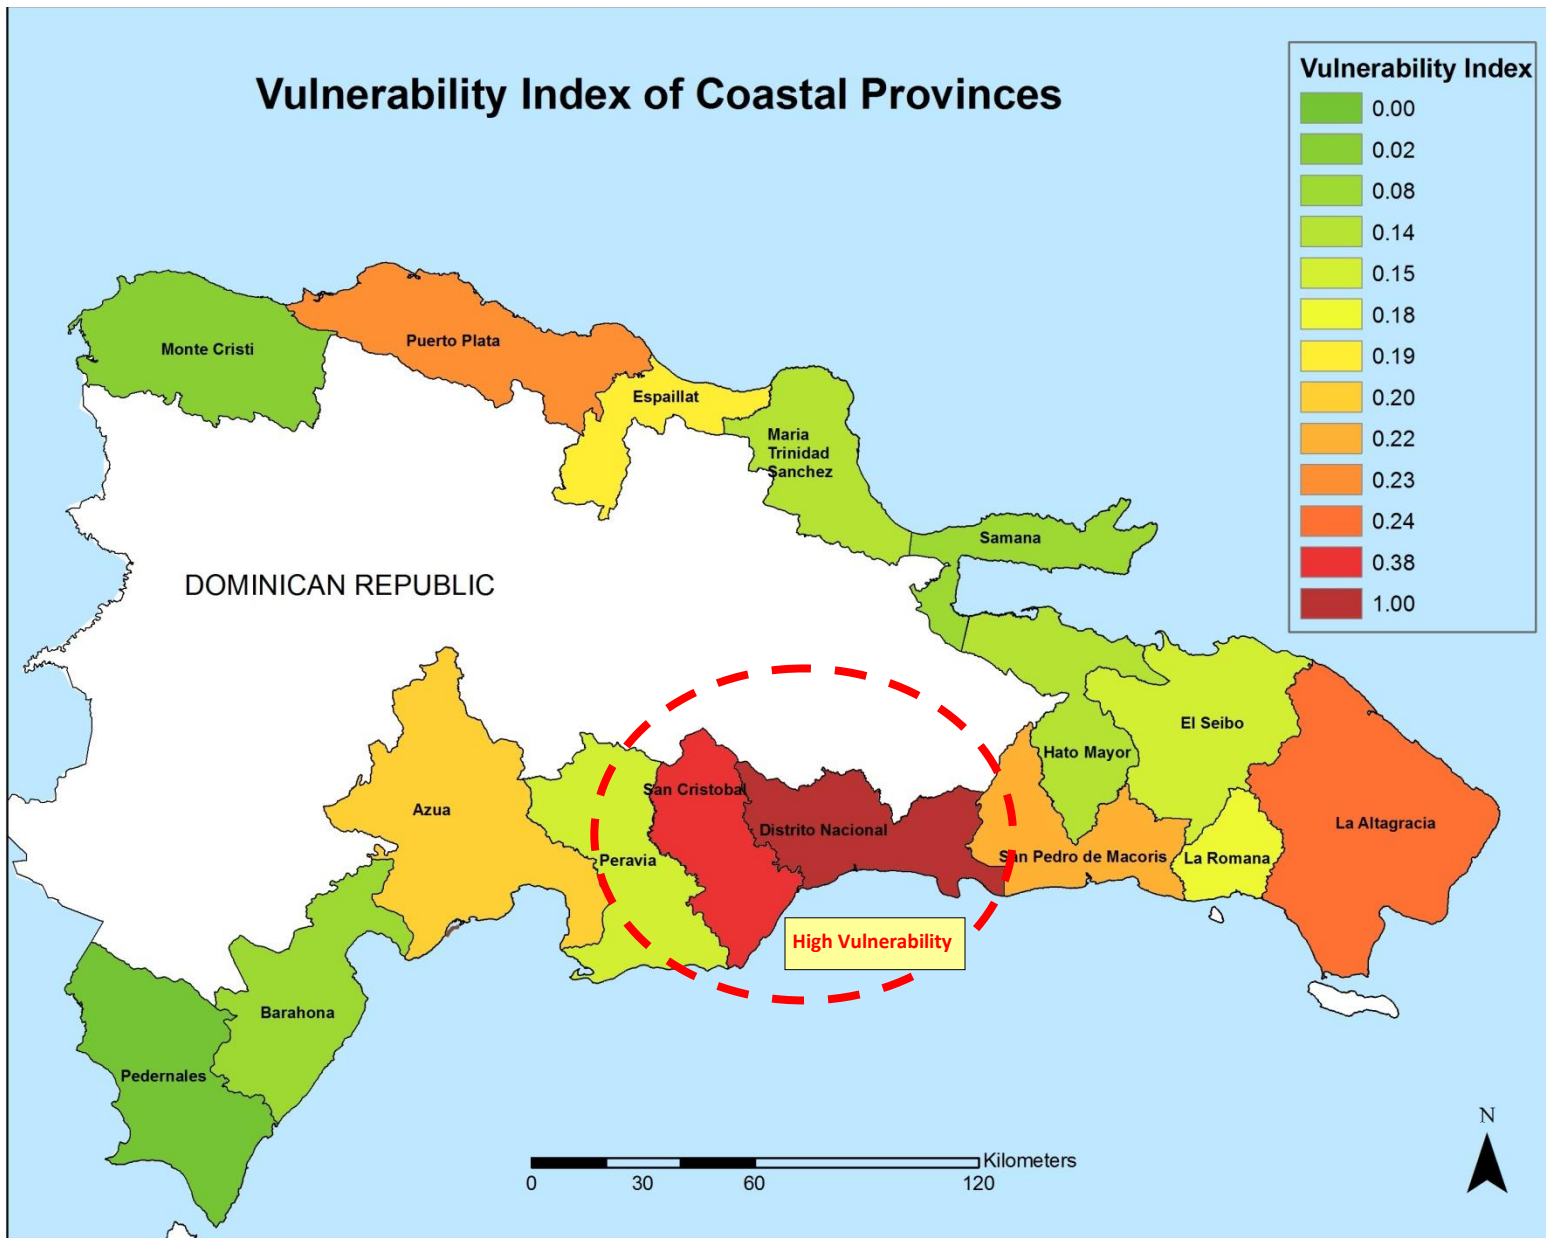 Vulnerability Index of Coastal Provinces
Vulnerability Index
0.00
0.02
0.08
0.14
0.15
0.18
0.19
0.20
0.22
0.23
0.24
0.38
1.00
Monte Cristi
Puerto Plata
Espaillat
Maria
Trinidad
Sanchez
Samana
DOMINICAN REPUBLIC
El Seibo
Hato Mayor
San Cristobal
Azua
Distrito Nacional
La Altagracia
Peravia
San Pedro de Macoris
La Romana
High Vulnerability
Barahona
Pedernales
N
Kilometers
0 30 60 120